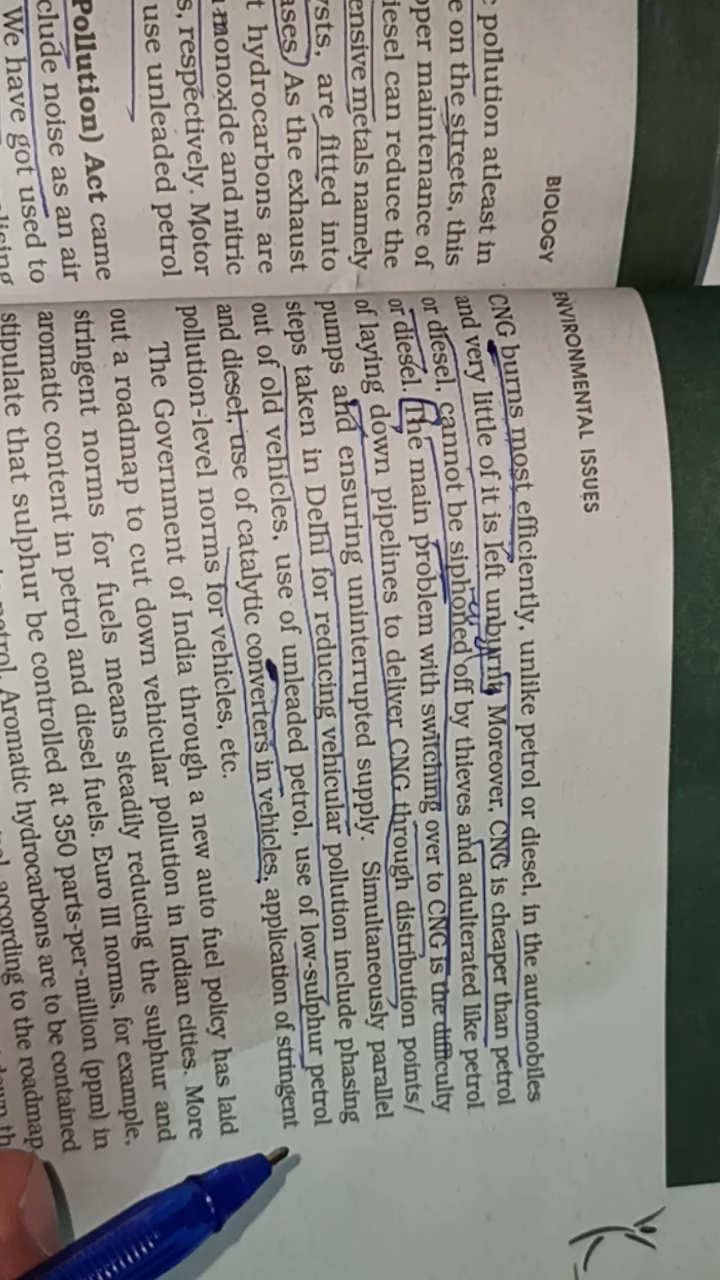 BIOLOGY
c pollution atleast in
e on the streets, this
oper maintenance of
iesel can reduce the
ensive metals namely
ysts, are fitted into
ases. As the exhaust
t hydrocarbons are
monoxide and nitric
s, respectively. Motor
use unleaded petrol
Pollution) Act came
clude noise as an air
We have got used to
ENVIRONMENTAL ISSUES
CNG burns most efficiently, unlike petrol or diesel, in the automobiles
and very little of it is left unburnt. Moreover, CNG is cheaper than petrol
or diesel, cannot be siphoned off by thieves and adulterated like petrol
or diesel. The main problem with switching over to CNG is the difficulty
of laying down pipelines to deliver CNG through distribution points/
pumps and ensuring uninterrupted supply. Simultaneously parallel
steps taken in Delhi for reducing vehicular pollution include phasing
out of old vehicles, use of unleaded petrol, use of low-sulphur petrol
and diesel, use of catalytic converters in vehicles, application of stringent
pollution-level norms for vehicles, etc.
The Government of India through a new auto fuel policy has laid
out a roadmap to cut down vehicular pollution in Indian cities. More
stringent norms for fuels means steadily reducing the sulphur and
aromatic content in petrol and diesel fuels. Euro III norms, for example,
stipulate that sulphur be controlled at 350 parts-per-million (ppm) in
petrol. Aromatic hydrocarbons are to be contained
according to the roadmap